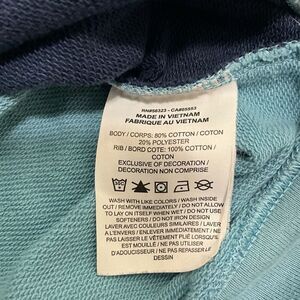 RN#56323 - CA#05553
MADE IN VIETNAM
FABRIQUE AU VIETNAM
BODY / CORPS: 80% COTTON / COTON
20% POLYESTER
RIB / BORD COTE: 100% COTTON /
COTON
EXCLUSIVE OF DECORATION /
DECORATION NON COMPRISE
WASH WITH LIKE COLORS / WASH INSIDE
OUT / REMOVE IMMEDIATELY / DO NOT ALLOW
TO LAY ON ITSELF WHEN WET / DO NOT USE
SOFTENERS / DO NOT IRON DESIGN
LAVER AVEC COULEURS SIMILAIRES / LAVER
A L'ENVERS / ENLEVER IMMEDIATEMENT / NE
PAS LAISSER LE VÊTEMENT PLIÉ LORSQU'IL
EST MOUILLÉ / NE PAS UTILISER
D'ADOUCISSEUR / NE PAS REPASSER LE
DESSIN